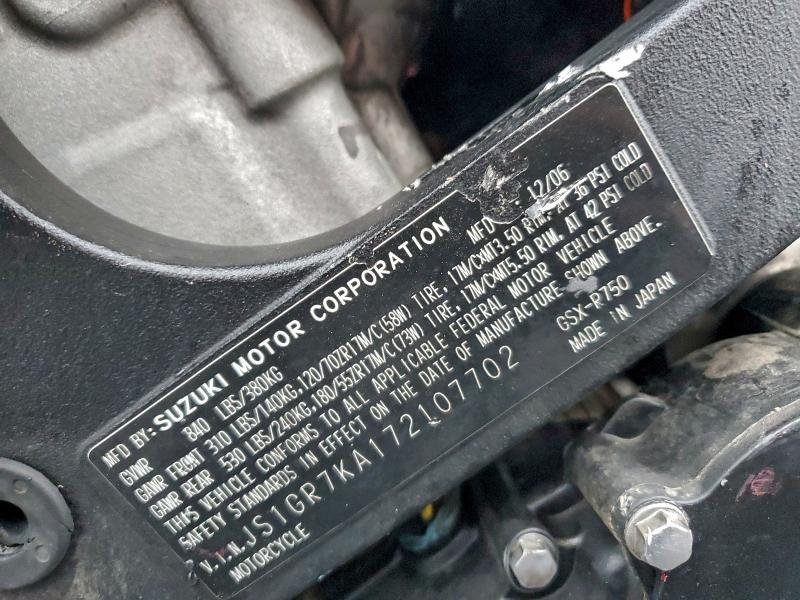 MFD BY: SUZUKI MOTOR CORPORATION MFD 12/06
GVWR 840 LBS/380KG
GAWR FRONT 310 LBS/140KG,120/70ZR17M/C(58W) TIRE, 17M/CXMT3.50 RIM, AT 36 PSI COLD
GAWR REAR 530 LBS/240KG,180/55ZR17M/C(73W) TIRE, 17M/CXMT5.50 RIM, AT 42 PSI COLD
THIS VEHICLE CONFORMS TO ALL APPLICABLE FEDERAL MOTOR VEHICLE
SAFETY STANDARDS IN EFFECT ON THE DATE OF MANUFACTURE SHOWN ABOVE.
V.I.N. JS1GR7KA172107702 GSX-R750
MOTORCYCLE MADE IN JAPAN